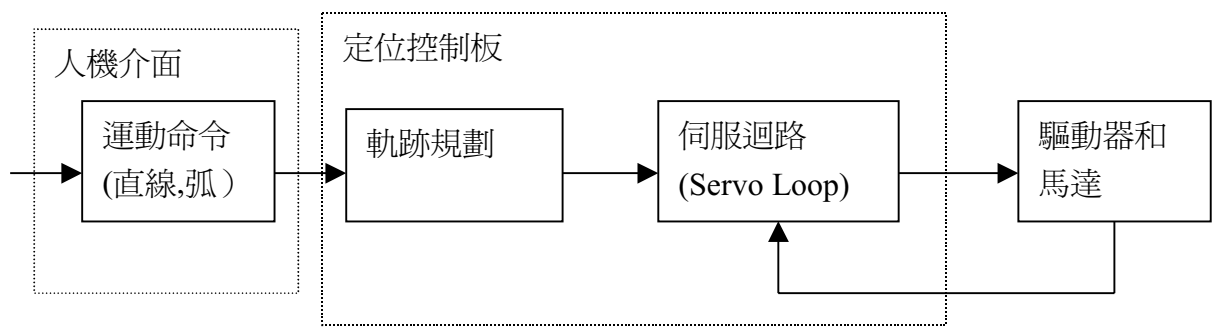 人機介面
定位控制板
運動命令
(直線,弧）
軌跡規劃
伺服迴路
(Servo Loop)
驅動器和
馬達